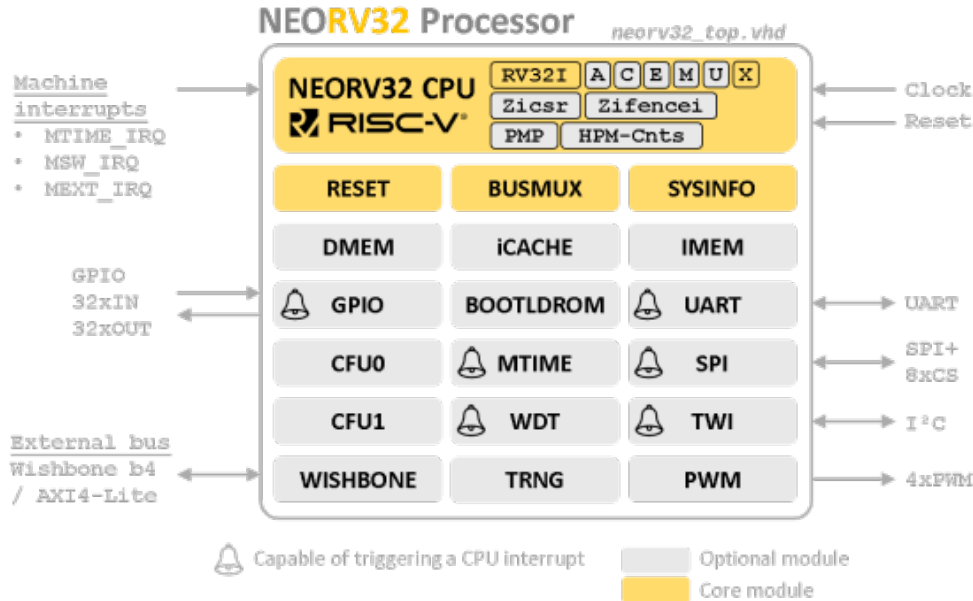 NEORV32 Processor
neorv32_top.vhd
Machine
interrupts
• MTIME_IRQ
• MSW_IRQ
• MEXT_IRQ
NEORV32 CPU
RISC-V®
RV32I A C E M U X
Zicsr Zifencei
PMP HPM-Cnts
Clock
Reset
RESET BUSMUX SYSINFO
DMEM iCACHE IMEM
GPIO
32xIN
32xOUT
GPIO BOOTLDROM UART
UART
CFU0 MTIME SPI
SPI+
8xCS
CFU1 WDT TWI
I²C
External bus
Wishbone b4
/ AXI4-Lite
WISHBONE TRNG PWM
4xPWM
Capable of triggering a CPU interrupt
Optional module
Core module